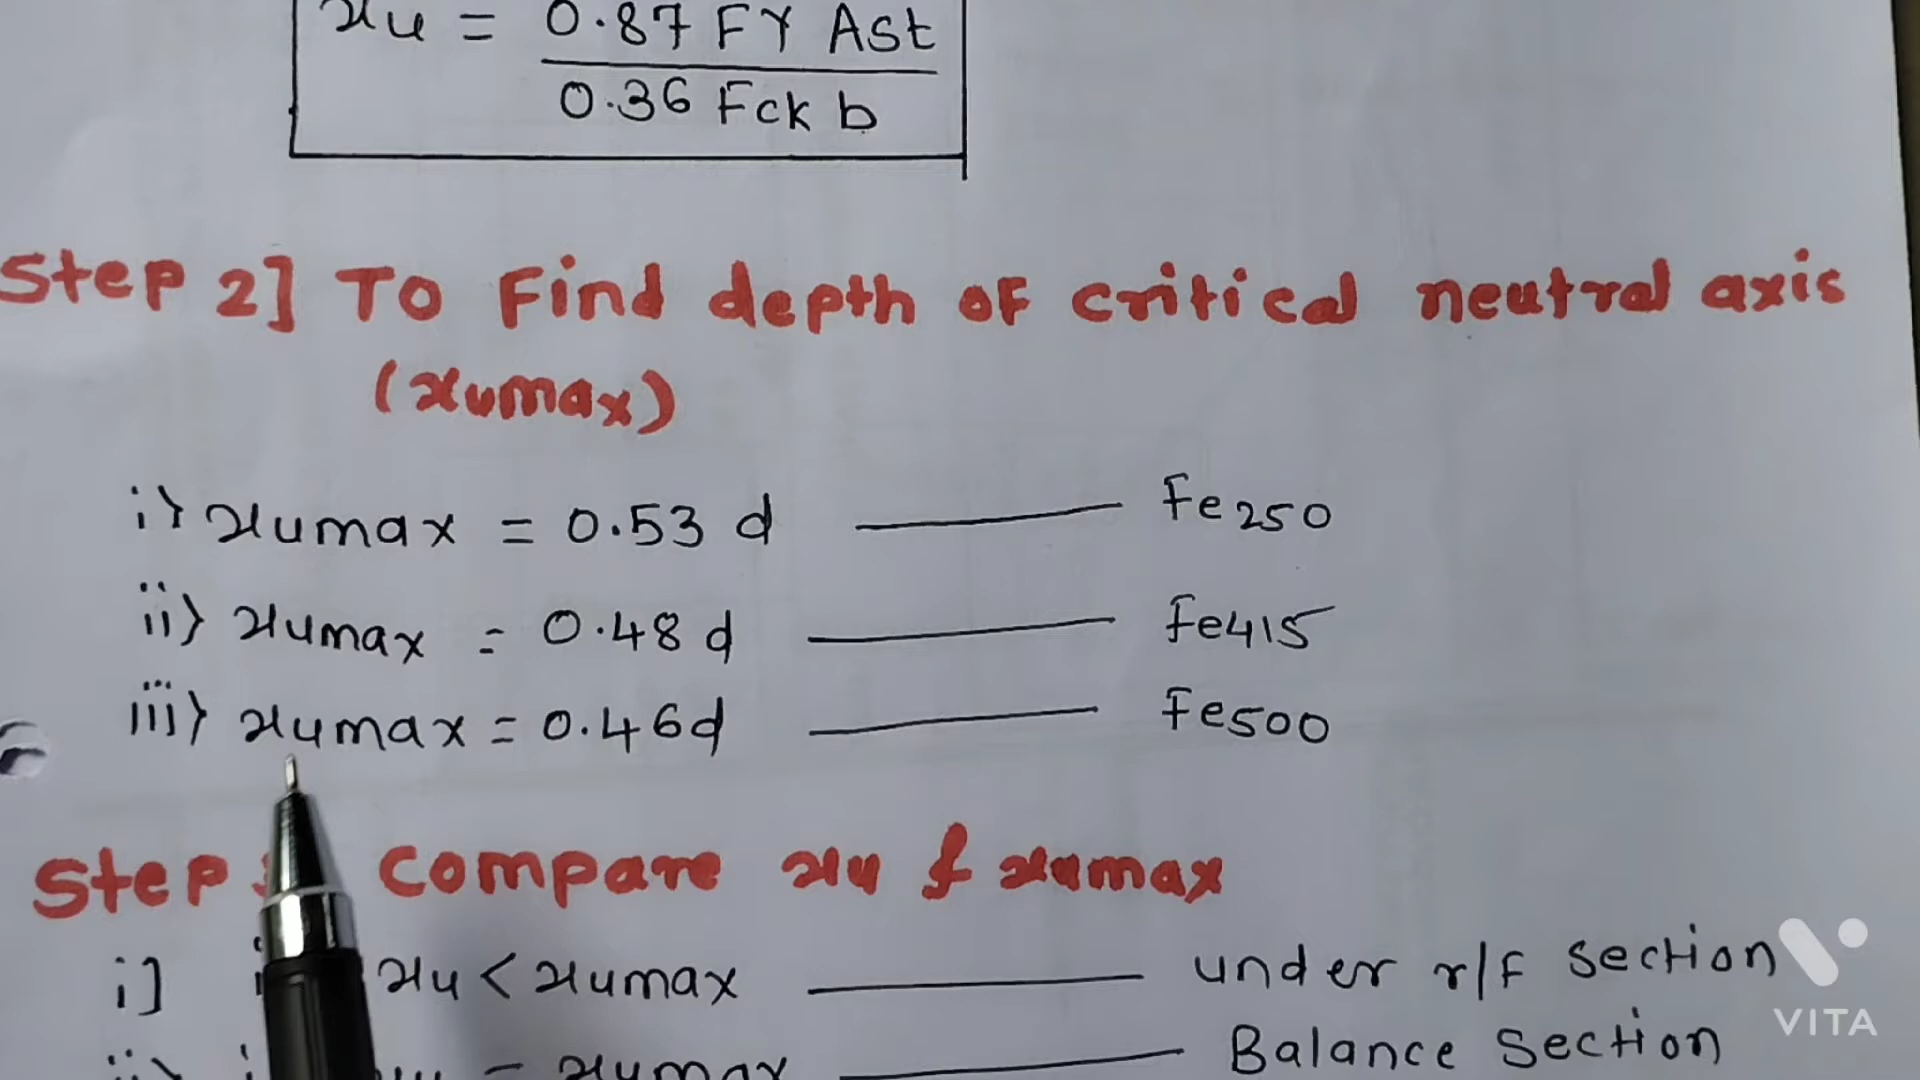 xu = 0.87 FY Ast
0.36 Fck b
Step 2] To Find depth of critical neutral axis
(xumax)
i) xumax = 0.53 d —— Fe250
ii) xumax = 0.48 d —— Fe415
iii) xumax = 0.46d —— Fe500
Step compare xu & xumax
i] xu < xumax —— under r/f section
xumax —— Balance section
VITA